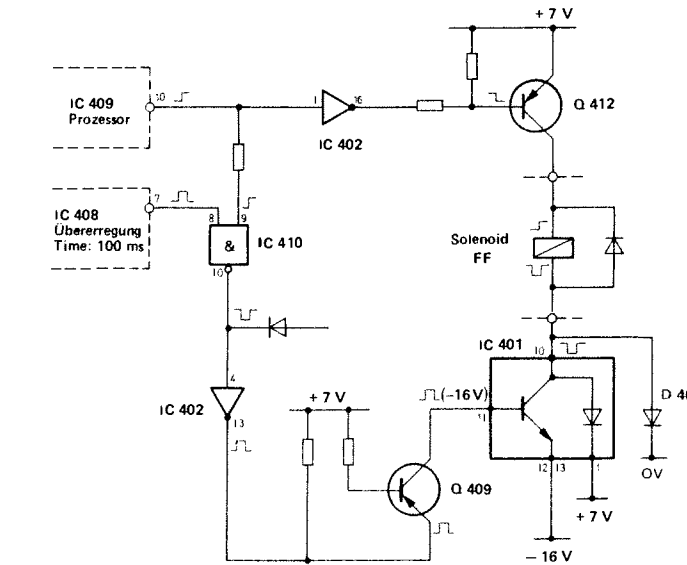 + 7 V
IC 409
Prozessor
10
1
16
IC 402
Q 412
IC 408
Übererregung
Time: 100 ms
7
8
9
&
IC 410
10
Solenoid
FF
IC 401
10
4
IC 402
13
+ 7 V
(–16 V)
11
Q 409
12
13
1
0V
+ 7 V
– 16 V